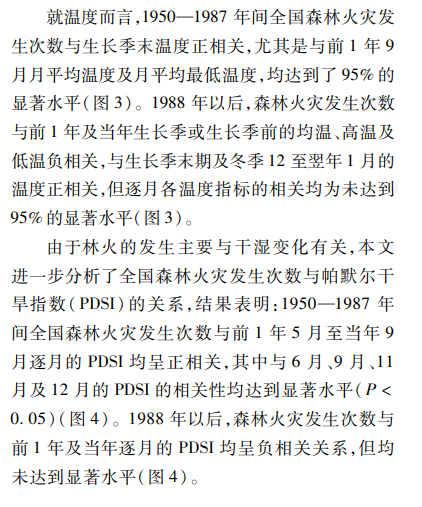 就温度而言,1950—1987 年间全国森林火灾发
生次数与生长季末温度正相关,尤其是与前 1 年 9
月月平均温度及月平均最低温度,均达到了 95% 的
显著水平(图 3)。1988 年以后,森林火灾发生次数
与前 1 年及当年生长季或生长季前的均温、高温及
低温负相关,与生长季末期及冬季 12 至翌年 1 月的
温度正相关,但逐月各温度指标的相关均为未达到
95% 的显著水平(图 3)。
由于林火的发生主要与干湿变化有关,本文
进一步分析了全国森林火灾发生次数与帕默尔干
旱指数(PDSI)的关系,结果表明:1950—1987 年
间全国森林火灾发生次数与前 1 年 5 月至当年 9
月逐月的 PDSI 均呈正相关,其中与 6 月、9 月、11
月及 12 月的 PDSI 的相关性均达到显著水平(P <
0. 05)(图 4)。1988 年以后,森林火灾发生次数与
前 1 年及当年逐月的 PDSI 均呈负相关关系,但均
未达到显著水平(图 4)。